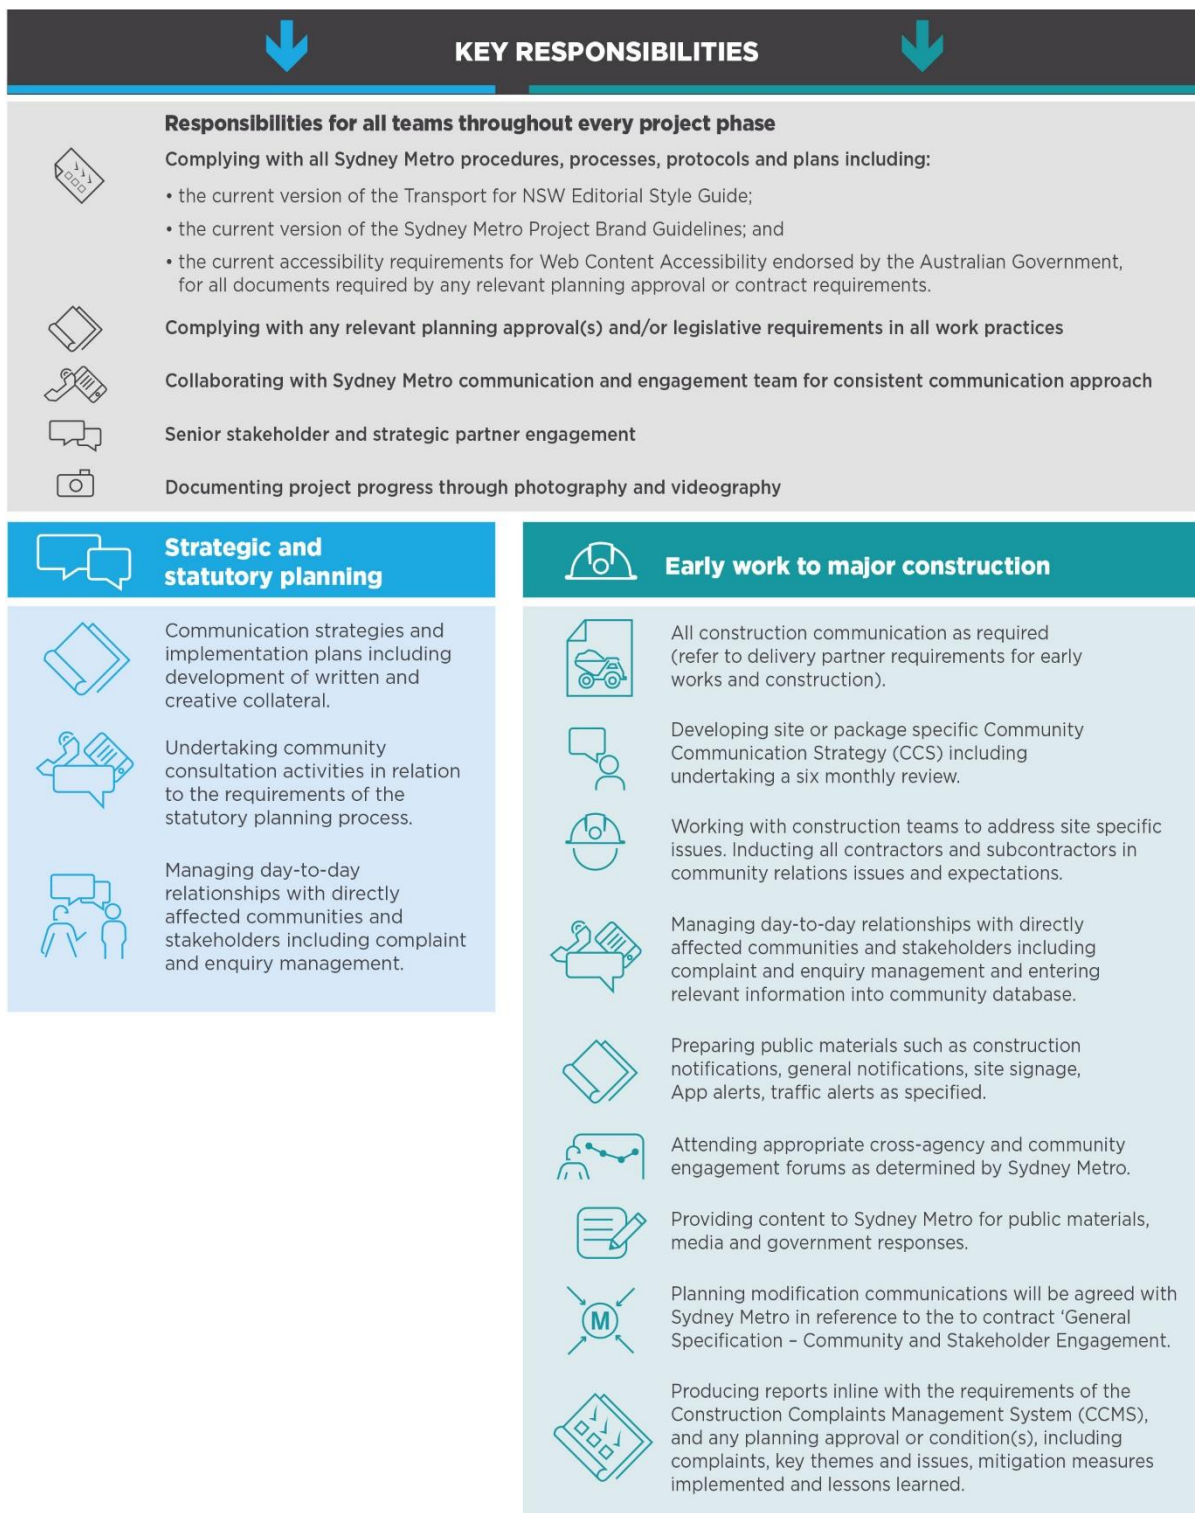 KEY RESPONSIBILITIES
Responsibilities for all teams throughout every project phase
Complying with all Sydney Metro procedures, processes, protocols and plans including:
• the current version of the Transport for NSW Editorial Style Guide;
• the current version of the Sydney Metro Project Brand Guidelines; and
• the current accessibility requirements for Web Content Accessibility endorsed by the Australian Government,
for all documents required by any relevant planning approval or contract requirements.
Complying with any relevant planning approval(s) and/or legislative requirements in all work practices
Collaborating with Sydney Metro communication and engagement team for consistent communication approach
Senior stakeholder and strategic partner engagement
Documenting project progress through photography and videography
Strategic and
statutory planning
Communication strategies and
implementation plans including
development of written and
creative collateral.
Undertaking community
consultation activities in relation
to the requirements of the
statutory planning process.
Managing day-to-day
relationships with directly
affected communities and
stakeholders including complaint
and enquiry management.
Early work to major construction
All construction communication as required
(refer to delivery partner requirements for early
works and construction).
Developing site or package specific Community
Communication Strategy (CCS) including
undertaking a six monthly review.
Working with construction teams to address site specific
issues. Inducting all contractors and subcontractors in
community relations issues and expectations.
Managing day-to-day relationships with directly
affected communities and stakeholders including
complaint and enquiry management and entering
relevant information into community database.
Preparing public materials such as construction
notifications, general notifications, site signage,
App alerts, traffic alerts as specified.
Attending appropriate cross-agency and community
engagement forums as determined by Sydney Metro.
Providing content to Sydney Metro for public materials,
media and government responses.
M
Planning modification communications will be agreed with
Sydney Metro in reference to the to contract ‘General
Specification – Community and Stakeholder Engagement.
Producing reports inline with the requirements of the
Construction Complaints Management System (CCMS),
and any planning approval or condition(s), including
complaints, key themes and issues, mitigation measures
implemented and lessons learned.